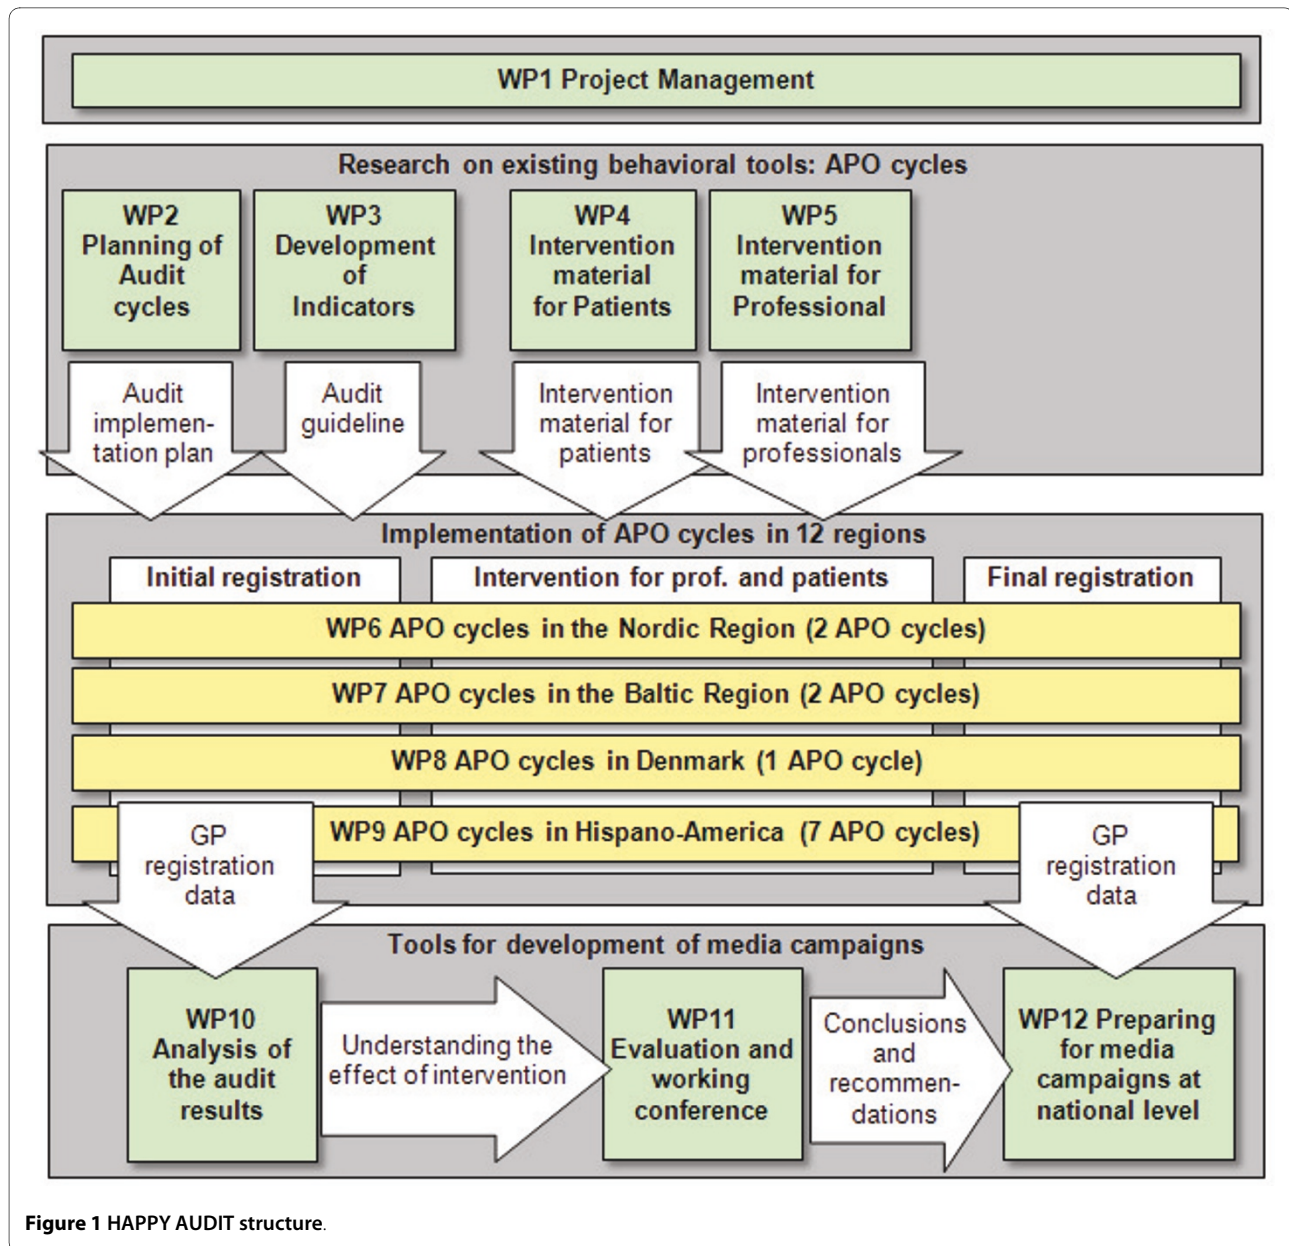 WP1 Project Management
Research on existing behavioral tools: APO cycles
WP2
Planning of
Audit
cycles
WP3
Development
of
Indicators
WP4
Intervention
material
for Patients
WP5
Intervention
material for
Professional
Audit
implemen-
tation plan
Audit
guideline
Intervention
material for
patients
Intervention
material for
professionals
Implementation of APO cycles in 12 regions
Initial registration
Intervention for prof. and patients
Final registration
WP6 APO cycles in the Nordic Region (2 APO cycles)
WP7 APO cycles in the Baltic Region (2 APO cycles)
WP8 APO cycles in Denmark (1 APO cycle)
WP9 APO cycles in Hispano-America (7 APO cycles)
GP
registration
data
GP
registration
data
Tools for development of media campaigns
WP10
Analysis of
the audit
results
Understanding the
effect of intervention
WP11
Evaluation and
working
conference
Conclusions
and
recommen-
dations
WP12 Preparing
for media
campaigns at
national level
Figure 1 HAPPY AUDIT structure.